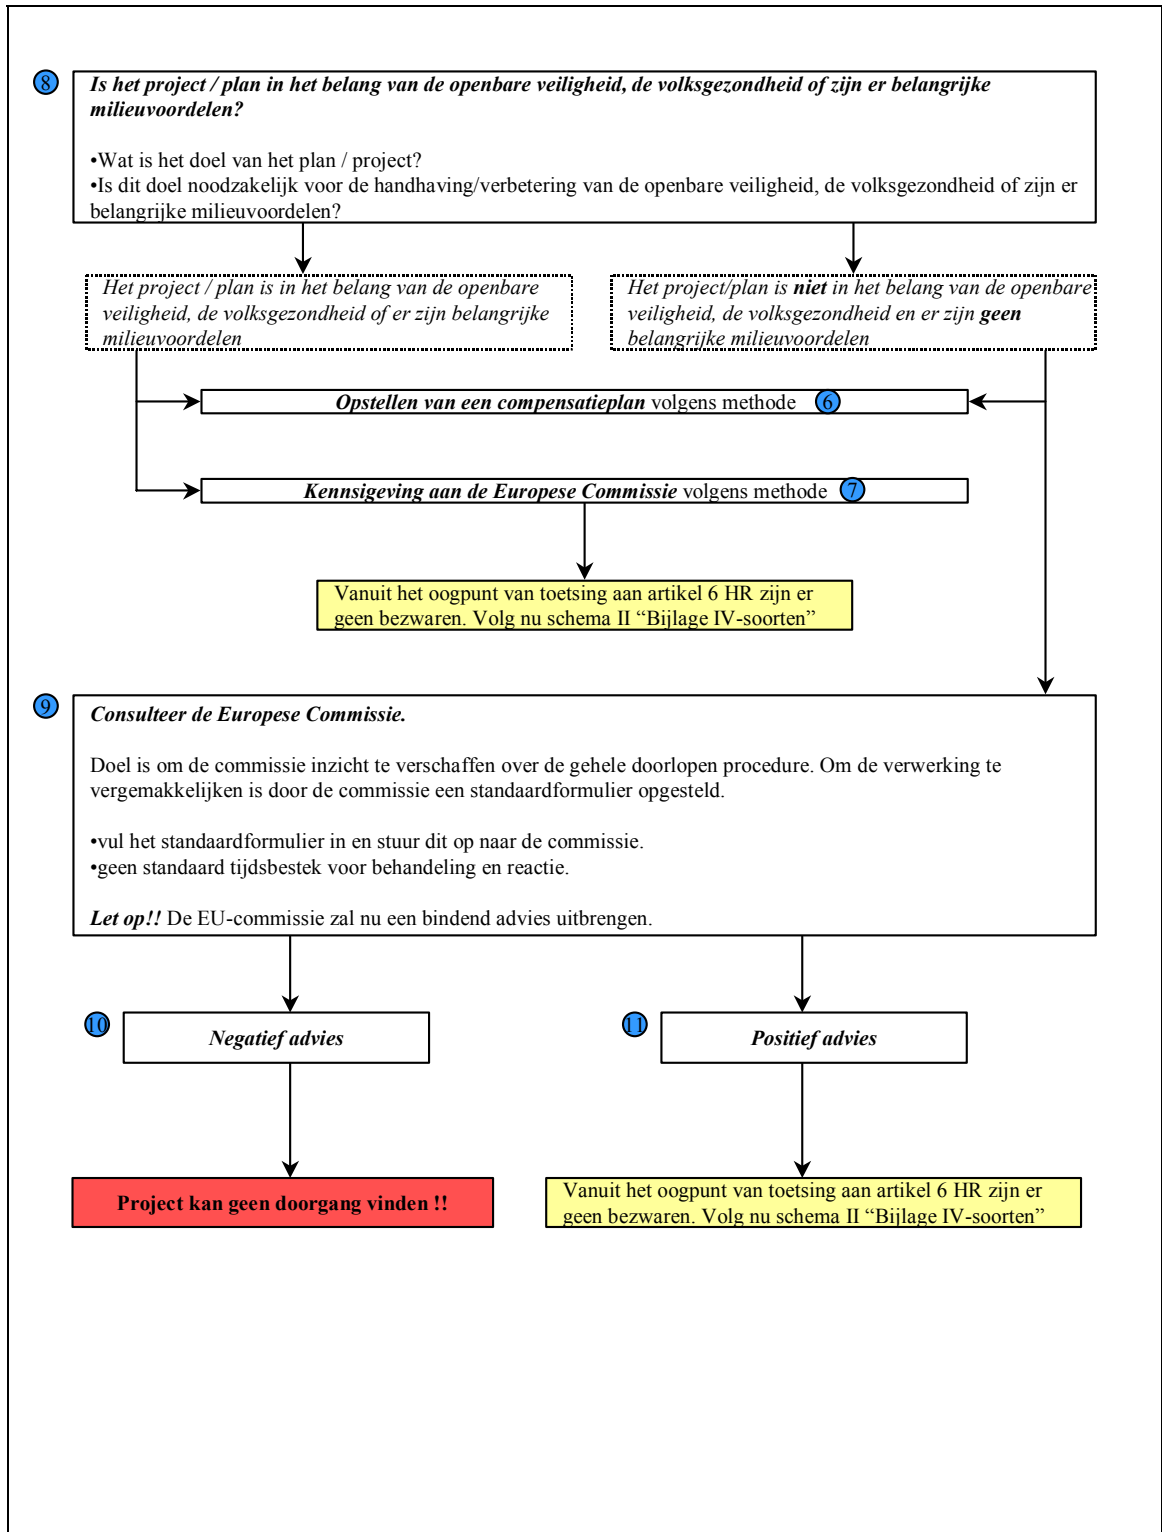 8
Is het project / plan in het belang van de openbare veiligheid, de volksgezondheid of zijn er belangrijke
milieuvoordelen?
•Wat is het doel van het plan / project?
•Is dit doel noodzakelijk voor de handhaving/verbetering van de openbare veiligheid, de volksgezondheid of zijn er
belangrijke milieuvoordelen?
Het project / plan is in het belang van de openbare
veiligheid, de volksgezondheid of er zijn belangrijke
milieuvoordelen
Het project/plan is niet in het belang van de openbare
veiligheid, de volksgezondheid en er zijn geen
belangrijke milieuvoordelen
Opstellen van een compensatieplan volgens methode 6
Kennsigeving aan de Europese Commissie volgens methode 7
Vanuit het oogpunt van toetsing aan artikel 6 HR zijn er
geen bezwaren. Volg nu schema II “Bijlage IV-soorten”
9
Consulteer de Europese Commissie.
Doel is om de commissie inzicht te verschaffen over de gehele doorlopen procedure. Om de verwerking te
vergemakkelijken is door de commissie een standaardformulier opgesteld.
•vul het standaardformulier in en stuur dit op naar de commissie.
•geen standaard tijdsbestek voor behandeling en reactie.
Let op!! De EU-commissie zal nu een bindend advies uitbrengen.
10
Negatief advies
11
Positief advies
Project kan geen doorgang vinden !!
Vanuit het oogpunt van toetsing aan artikel 6 HR zijn er
geen bezwaren. Volg nu schema II “Bijlage IV-soorten”